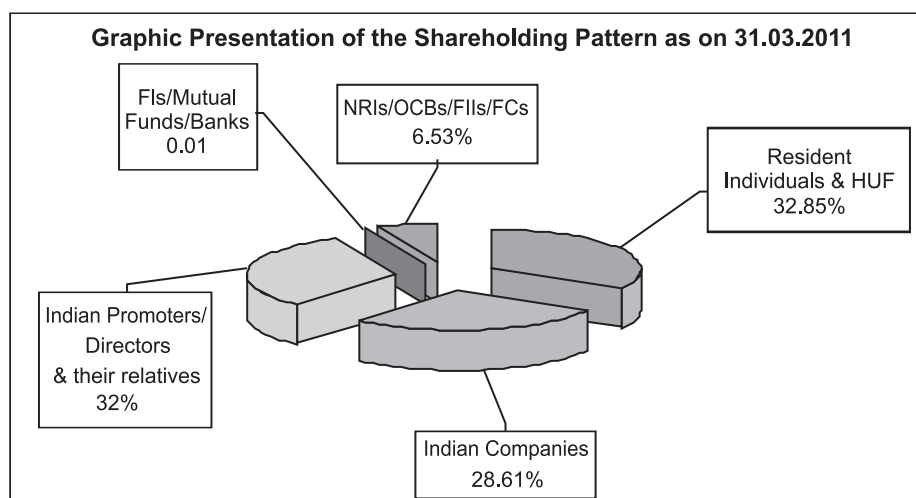 Graphic Presentation of the Shareholding Pattern as on 31.03.2011
FIs/Mutual
Funds/Banks
0.01
NRIs/OCBs/FIIs/FCs
6.53%
Resident
Individuals & HUF
32.85%
Indian Promoters/
Directors
& their relatives
32%
Indian Companies
28.61%